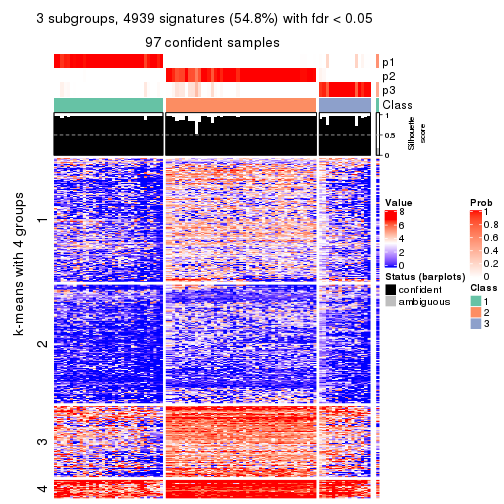 3 subgroups, 4939 signatures (54.8%) with fdr < 0.05
97 confident samples
p1
p2
p3
Class
1
0.5
0
Silhouette
score
k-means with 4 groups
1
2
3
4
Value
8
6
4
2
0
Status (barplots)
confident
ambiguous
Prob
1
0.8
0.6
0.4
0.2
0
Class
1
2
3